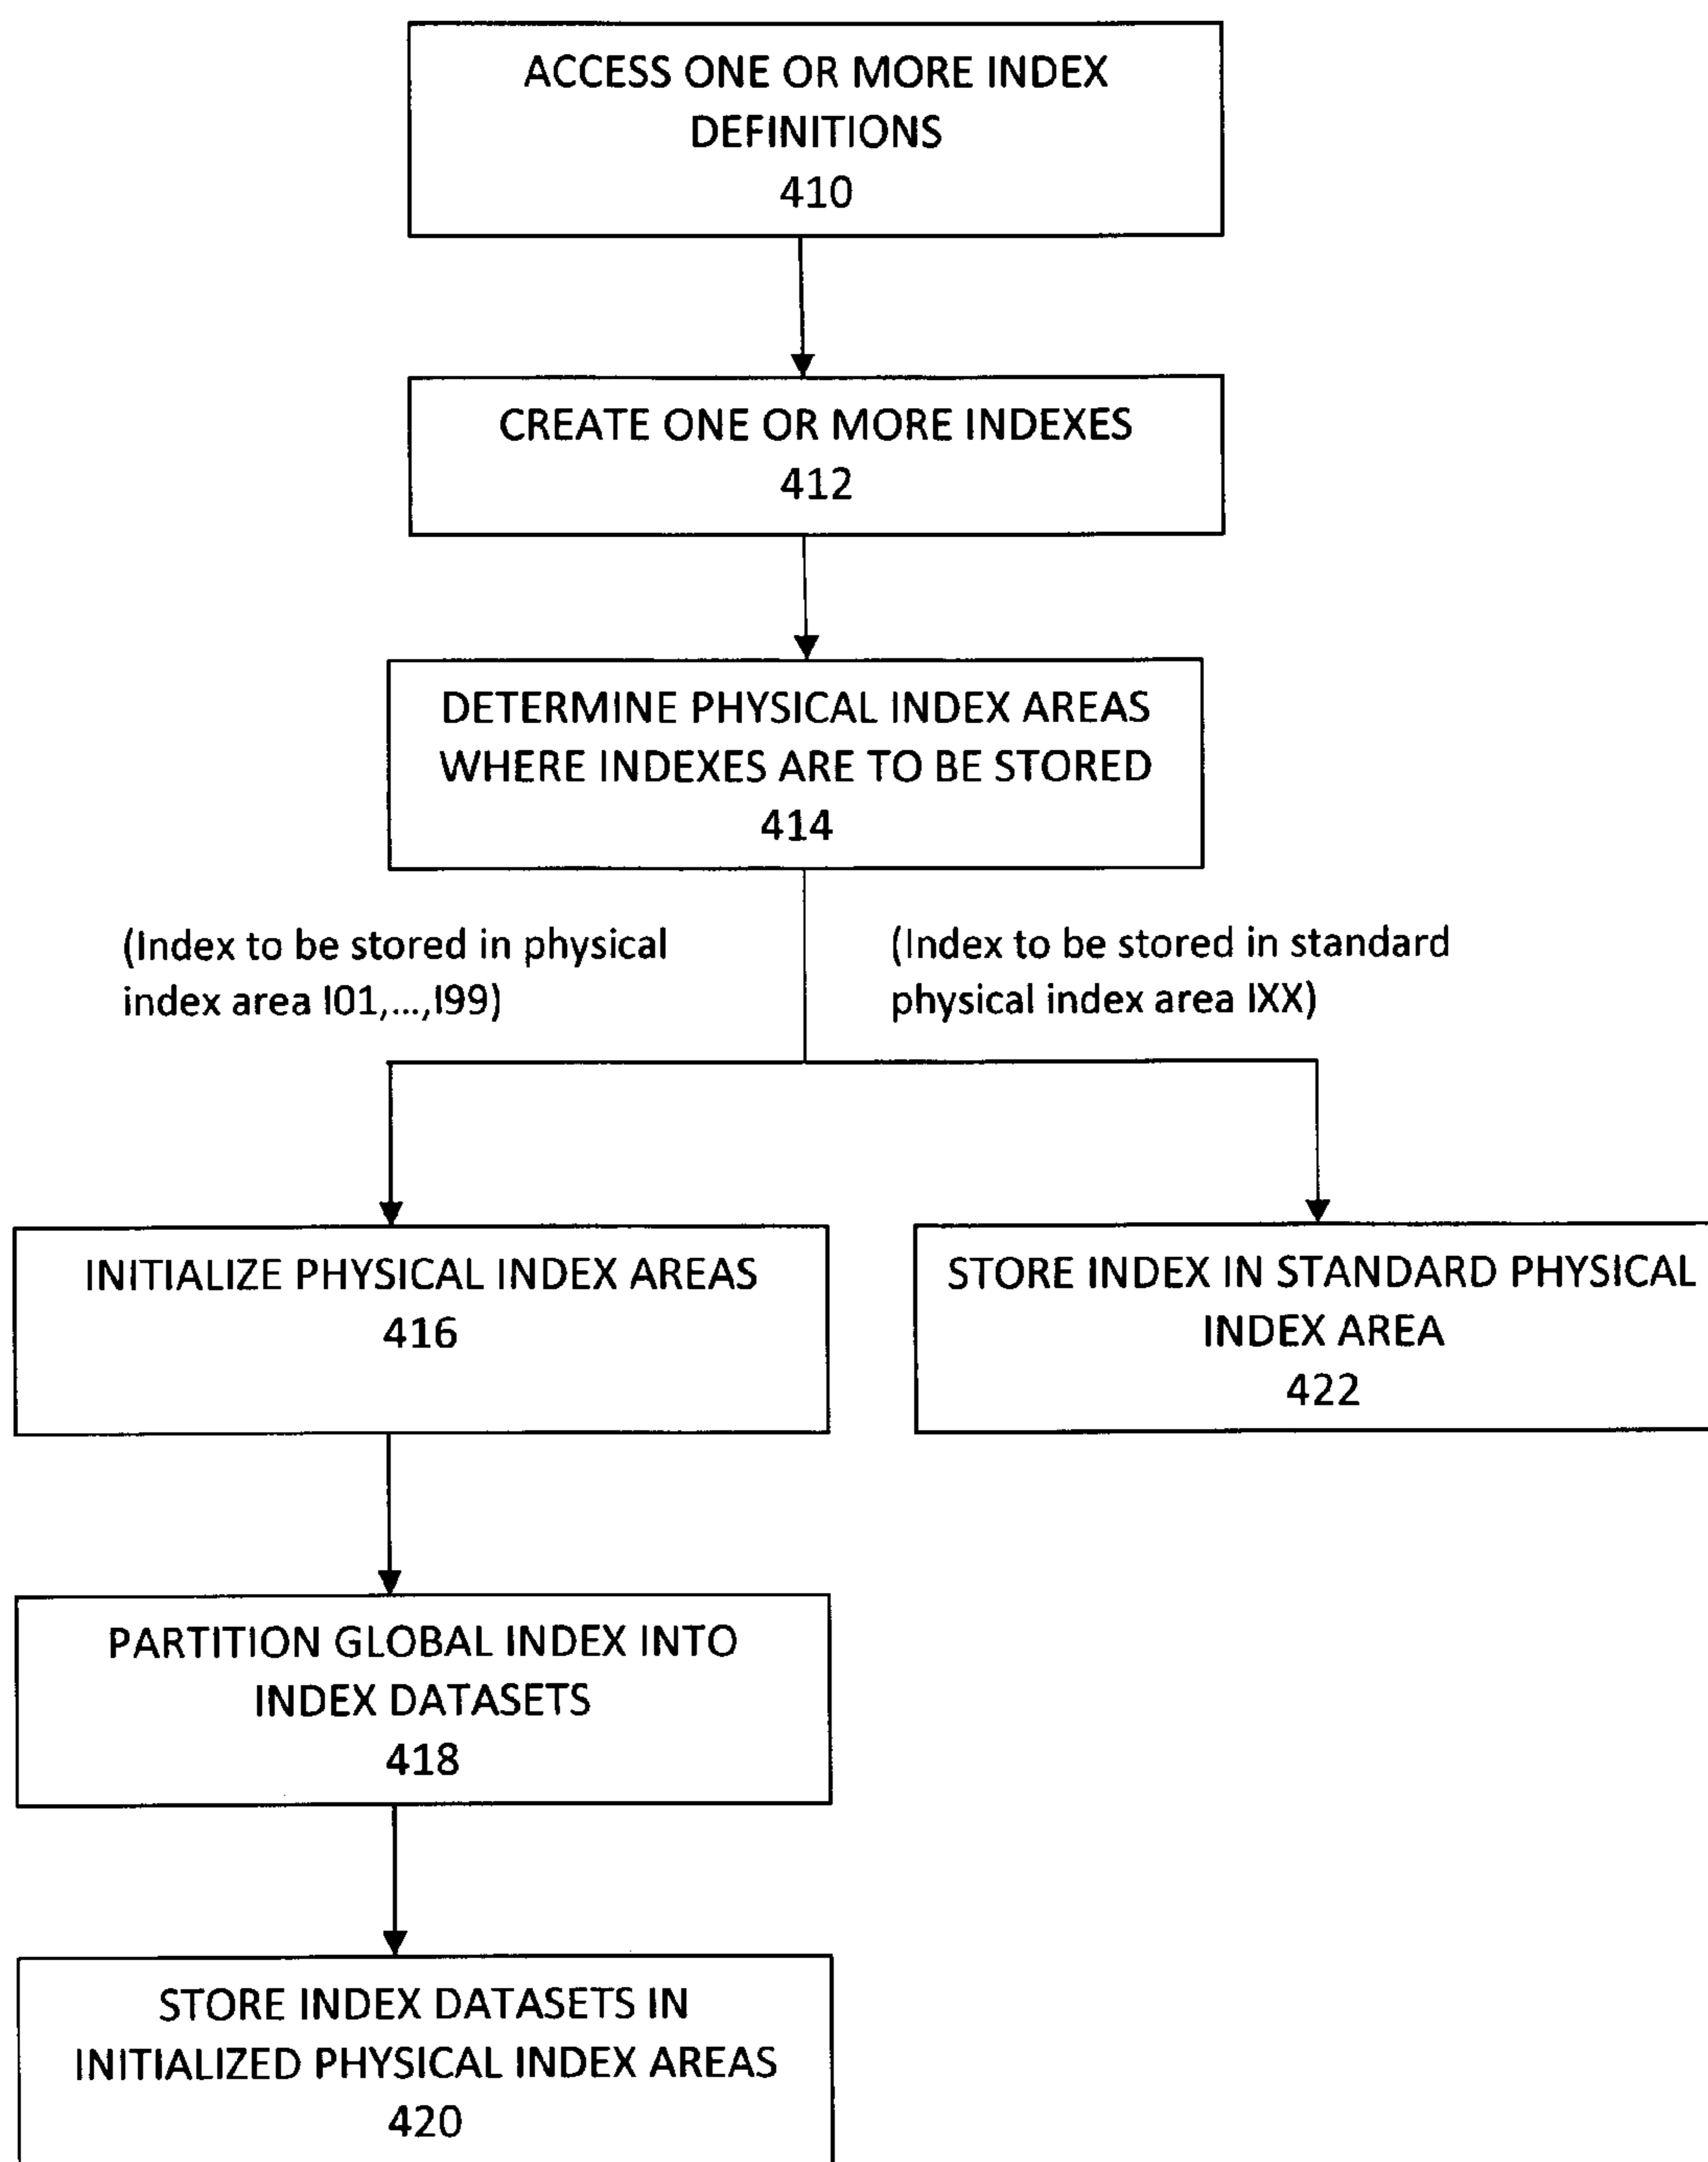 ACCESS ONE OR MORE INDEX
DEFINITIONS
410
CREATE ONE OR MORE INDEXES
412
DETERMINE PHYSICAL INDEX AREAS
WHERE INDEXES ARE TO BE STORED
414
(Index to be stored in physical
index area I01,...,I99)
(Index to be stored in standard
physical index area IXX)
INITIALIZE PHYSICAL INDEX AREAS
416
STORE INDEX IN STANDARD PHYSICAL
INDEX AREA
422
PARTITION GLOBAL INDEX INTO
INDEX DATASETS
418
STORE INDEX DATASETS IN
INITIALIZED PHYSICAL INDEX AREAS
420